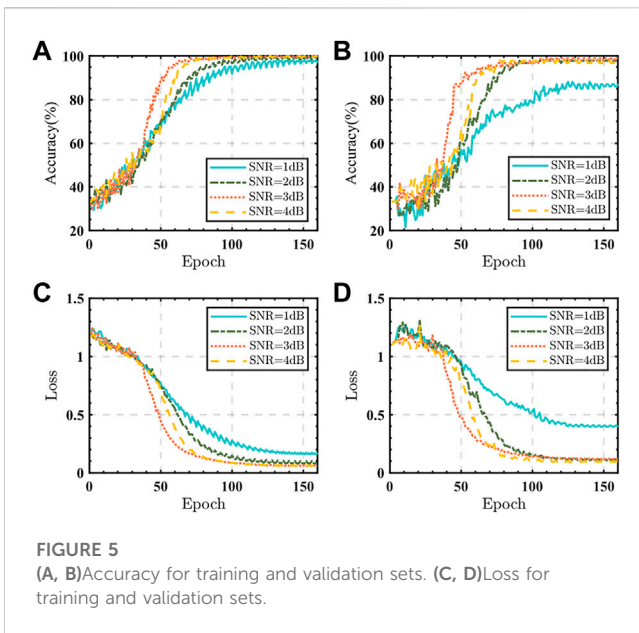 A
100
80
60
40
20
Accuracy(%)
SNR=1dB
SNR=2dB
SNR=3dB
SNR=4dB
0 50 100 150
Epoch
B
100
80
60
40
20
Accuracy(%)
SNR=1dB
SNR=2dB
SNR=3dB
SNR=4dB
0 50 100 150
Epoch
C
1.5
1
0.5
0
Loss
SNR=1dB
SNR=2dB
SNR=3dB
SNR=4dB
0 50 100 150
Epoch
D
1.5
1
0.5
0
Loss
SNR=1dB
SNR=2dB
SNR=3dB
SNR=4dB
0 50 100 150
Epoch
FIGURE 5
(A, B)Accuracy for training and validation sets. (C, D)Loss for
training and validation sets.